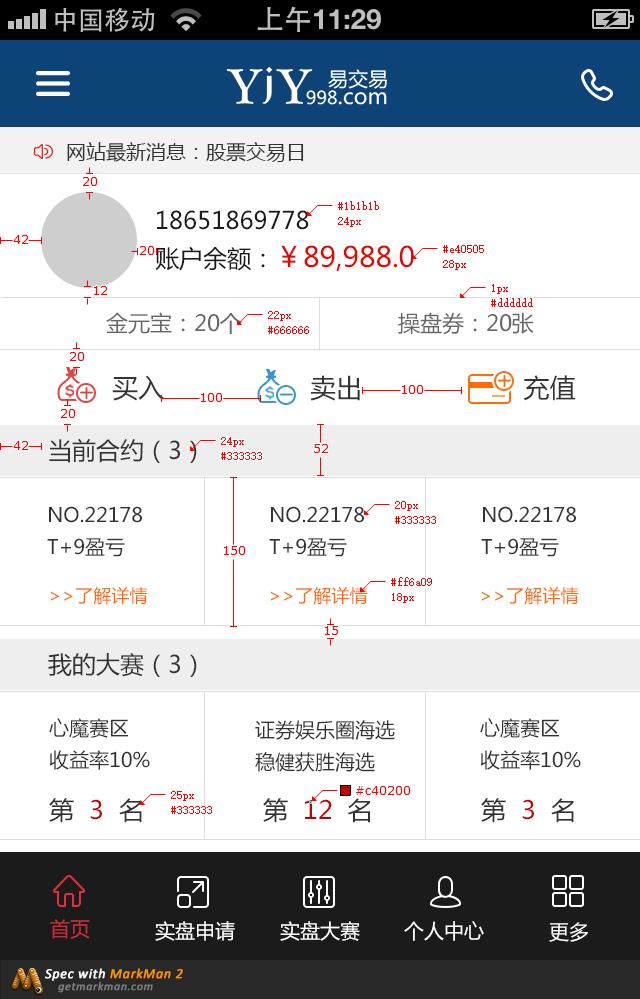 中国移动 上午11:29
YjY 易交易
998.com
网站最新消息：股票交易日
20
18651869778
#1b1b1b
24px
42
20
账户余额：￥89,988.0
#e40505
28px
12
1px
#dddddd
金元宝：20个
22px
#666666
操盘券：20张
20
买入 100 卖出 100 充值
20
42
当前合约（3）
24px
#333333
52
NO.22178 NO.22178 NO.22178
20px
#333333
T+9盈亏 T+9盈亏 T+9盈亏
150
>>了解详情 >>了解详情 >>了解详情
#ff6a09
18px
15
我的大赛（3）
心魔赛区 证券娱乐圈海选 心魔赛区
收益率10% 稳健获胜海选 收益率10%
第 3 名 第 12 名 第 3 名
25px
#333333
#c40200
首页 实盘申请 实盘大赛 个人中心 更多
Spec with MarkMan 2
getmarkman.com